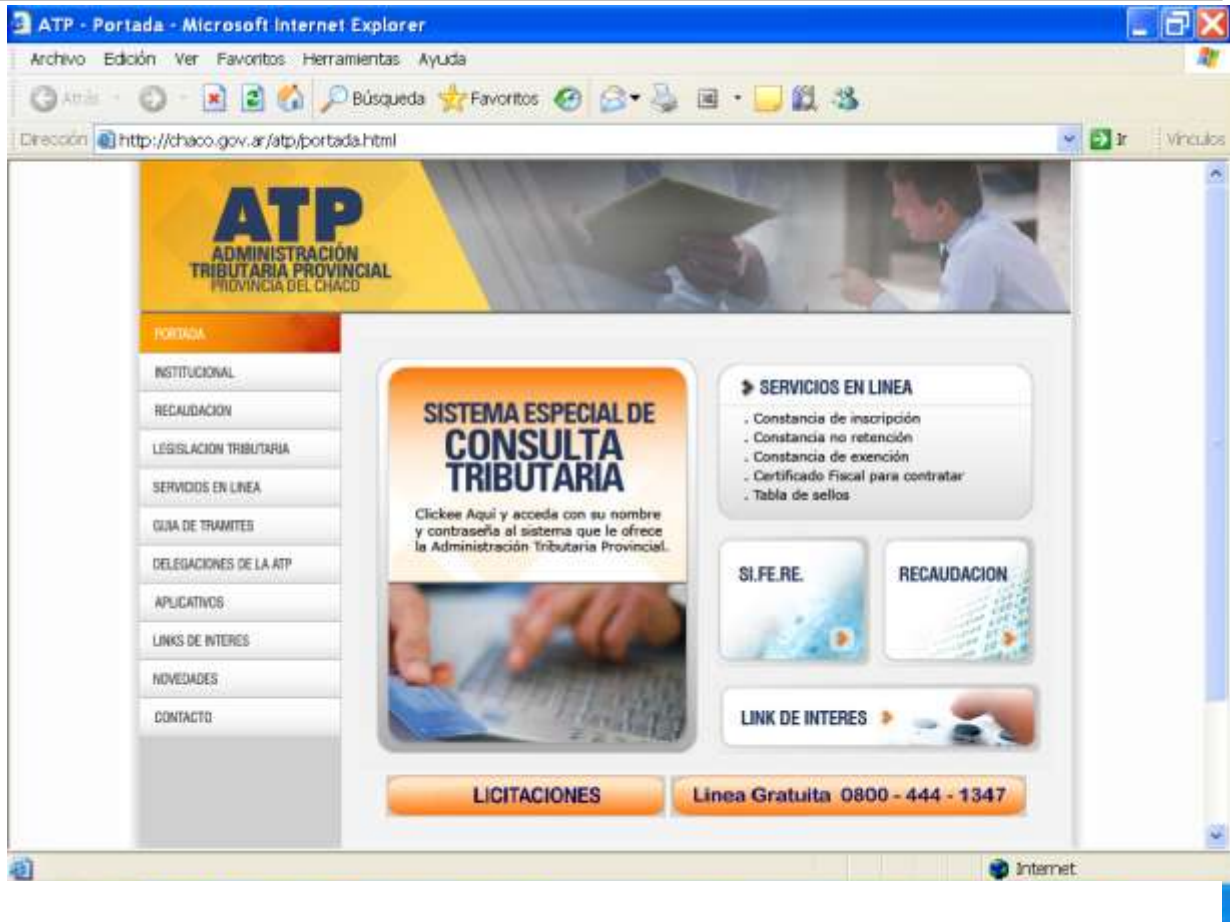 ATP - Portada - Microsoft Internet Explorer
Archivo Edición Ver Favoritos Herramientas Ayuda
Atrás Búsqueda Favoritos
Dirección http://chaco.gov.ar/atp/portada.html Ir Vínculos
ATP
ADMINISTRACIÓN
TRIBUTARIA PROVINCIAL
PROVINCIA DEL CHACO
PORTADA
INSTITUCIONAL
RECAUDACION
LEGISLACION TRIBUTARIA
SERVICIOS EN LINEA
GUIA DE TRAMITES
DELEGACIONES DE LA ATP
APLICATIVOS
LINKS DE INTERES
NOVEDADES
CONTACTO
SISTEMA ESPECIAL DE
CONSULTA
TRIBUTARIA
Clickee Aquí y acceda con su nombre
y contraseña al sistema que le ofrece
la Administración Tributaria Provincial.
SERVICIOS EN LINEA
. Constancia de inscripción
. Constancia no retención
. Constancia de exención
. Certificado Fiscal para contratar
. Tabla de sellos
SI.FE.RE.
RECAUDACION
LINK DE INTERES
LICITACIONES
Linea Gratuita 0800 - 444 - 1347
Internet